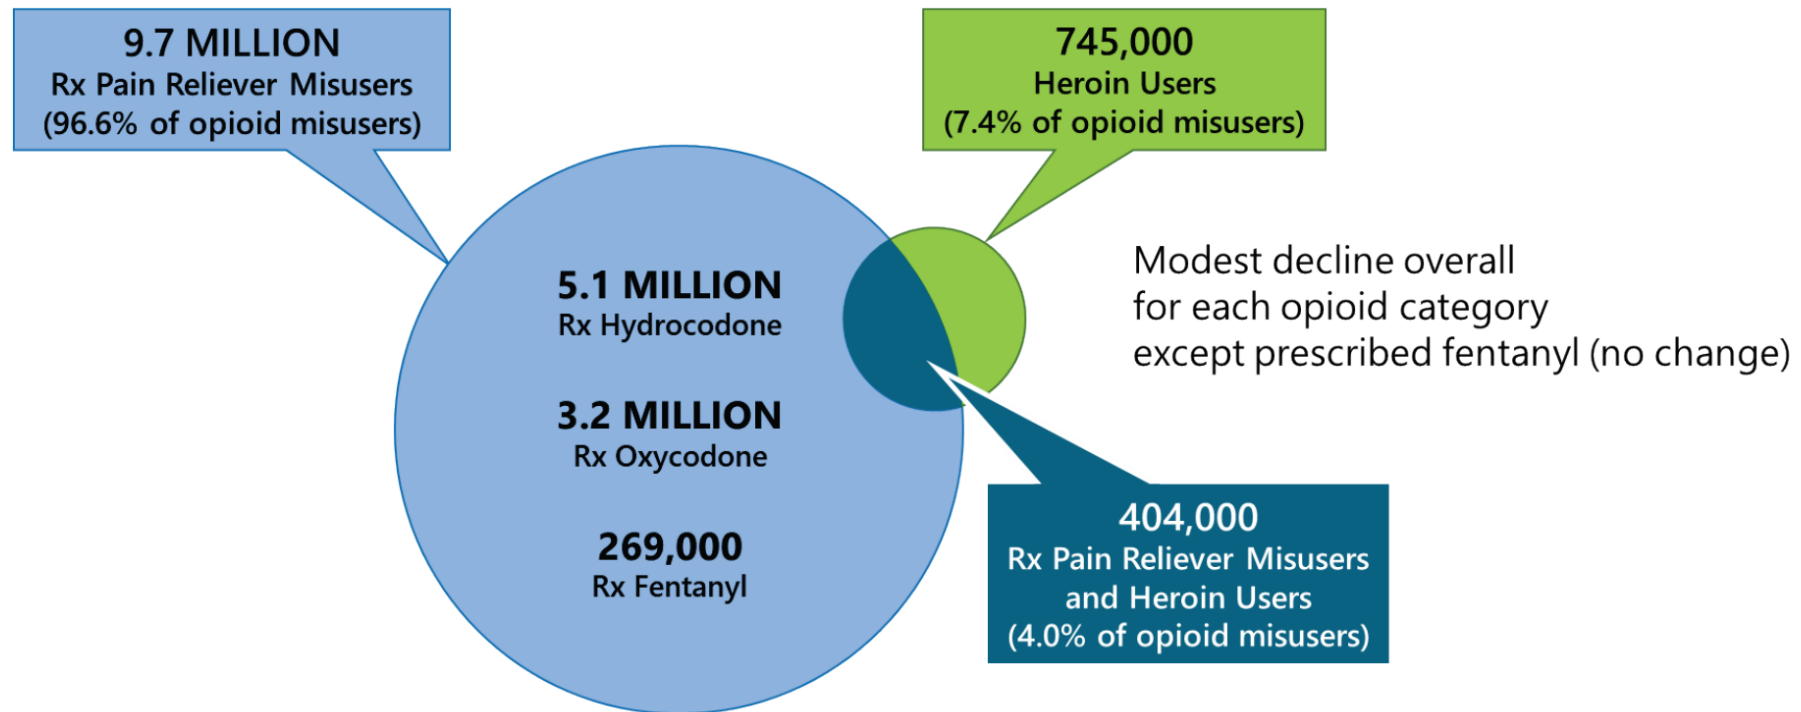 9.7 MILLION
Rx Pain Reliever Misusers
(96.6% of opioid misusers)
745,000
Heroin Users
(7.4% of opioid misusers)
5.1 MILLION
Rx Hydrocodone
3.2 MILLION
Rx Oxycodone
269,000
Rx Fentanyl
Modest decline overall
for each opioid category
except prescribed fentanyl (no change)
404,000
Rx Pain Reliever Misusers
and Heroin Users
(4.0% of opioid misusers)